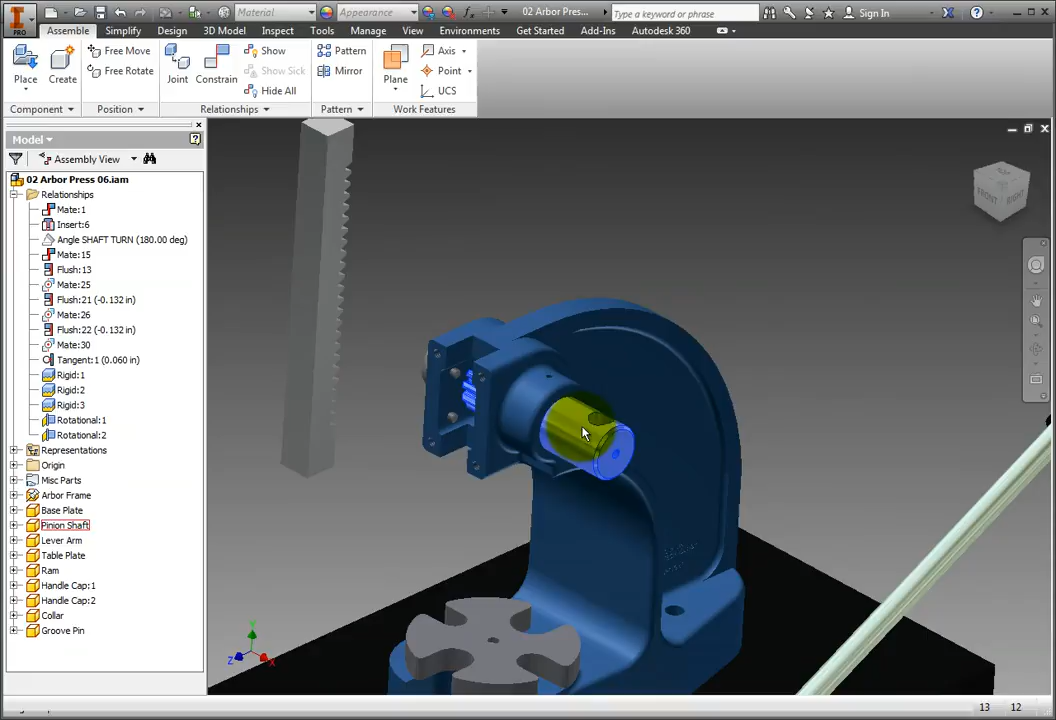 Material
Appearance
02 Arbor Pres...
Type a keyword or phrase
Sign In
PRO
Assemble Simplify Design 3D Model Inspect Tools Manage View Environments Get Started Add-Ins Autodesk 360
Place
Create
Free Move
Free Rotate
Joint
Constrain
Show
Show Sick
Hide All
Pattern
Mirror
Plane
Axis
Point
UCS
Component
Position
Relationships
Pattern
Work Features
Model
Assembly View
02 Arbor Press 06.iam
Relationships
Mate:1
Insert:6
Angle SHAFT TURN (180.00 deg)
Mate:15
Flush:13
Mate:25
Flush:21 (-0.132 in)
Mate:26
Flush:22 (-0.132 in)
Mate:30
Tangent:1 (0.060 in)
Rigid:1
Rigid:2
Rigid:3
Rotational:1
Rotational:2
Representations
Origin
Misc Parts
Arbor Frame
Base Plate
Pinion Shaft
Lever Arm
Table Plate
Ram
Handle Cap:1
Handle Cap:2
Collar
Groove Pin
FRONT
RIGHT
Y
Z
X
13 12